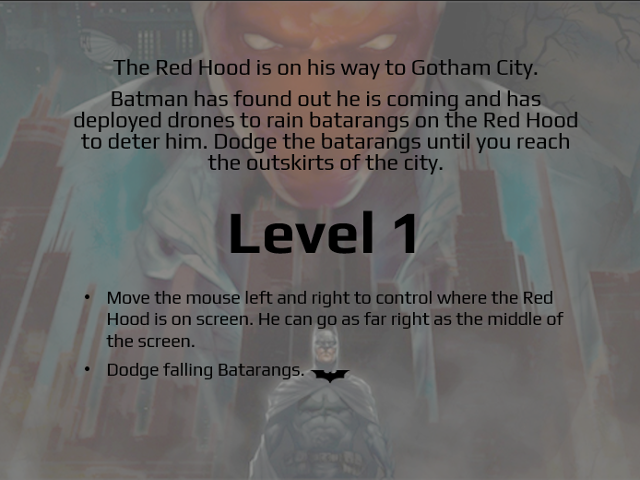 The Red Hood is on his way to Gotham City.
Batman has found out he is coming and has
deployed drones to rain batarangs on the Red Hood
to deter him. Dodge the batarangs until you reach
the outskirts of the city.
Level 1
• Move the mouse left and right to control where the Red
Hood is on screen. He can go as far right as the middle of
the screen.
• Dodge falling Batarangs.